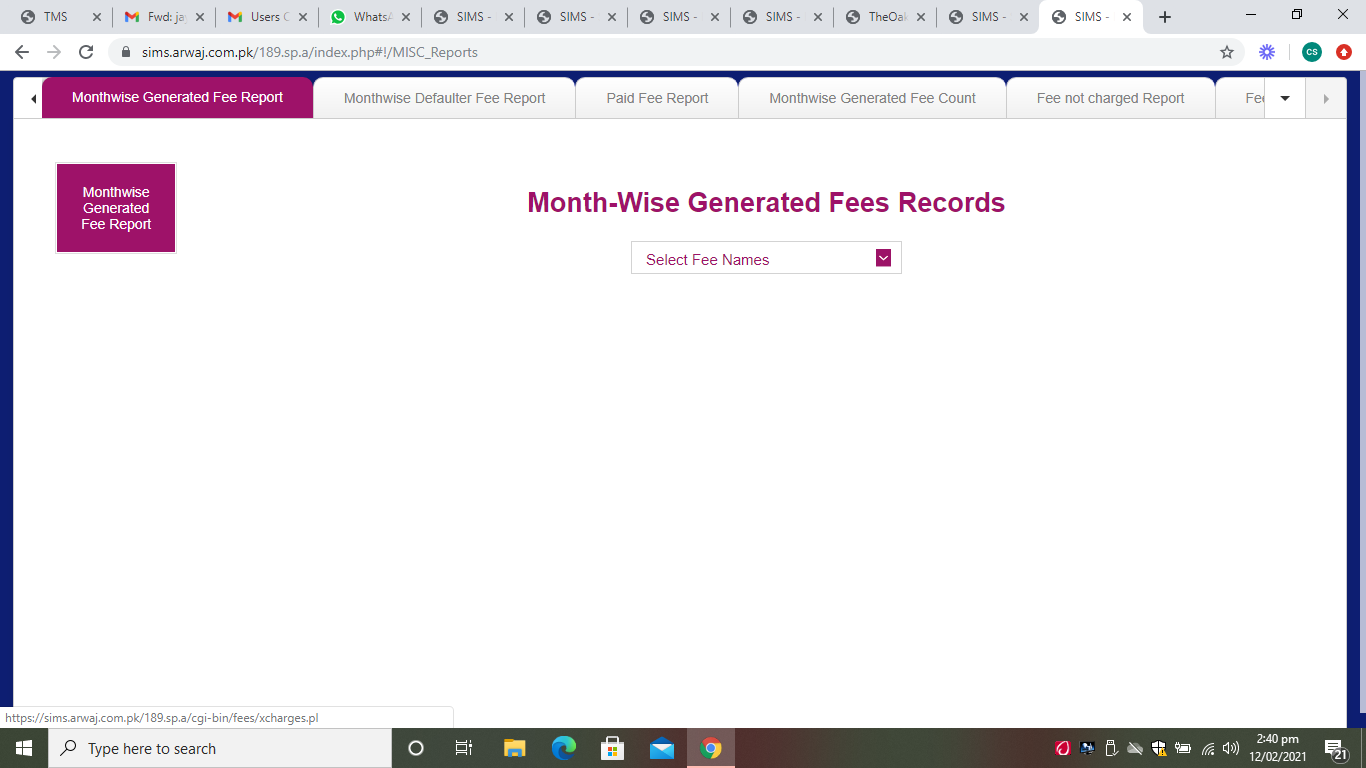 TMS
Fwd: ja
Users C
WhatsA
SIMS -
SIMS -
SIMS -
SIMS -
TheOak
SIMS -
SIMS -
sims.arwaj.com.pk/189.sp.a/index.php#!/MISC_Reports
CS
Monthwise Generated Fee Report
Monthwise Defaulter Fee Report
Paid Fee Report
Monthwise Generated Fee Count
Fee not charged Report
Fee
Monthwise
Generated
Fee Report
Month-Wise Generated Fees Records
Select Fee Names
https://sims.arwaj.com.pk/189.sp.a/cgi-bin/fees/xcharges.pl
Type here to search
2:40 pm
12/02/2021
21